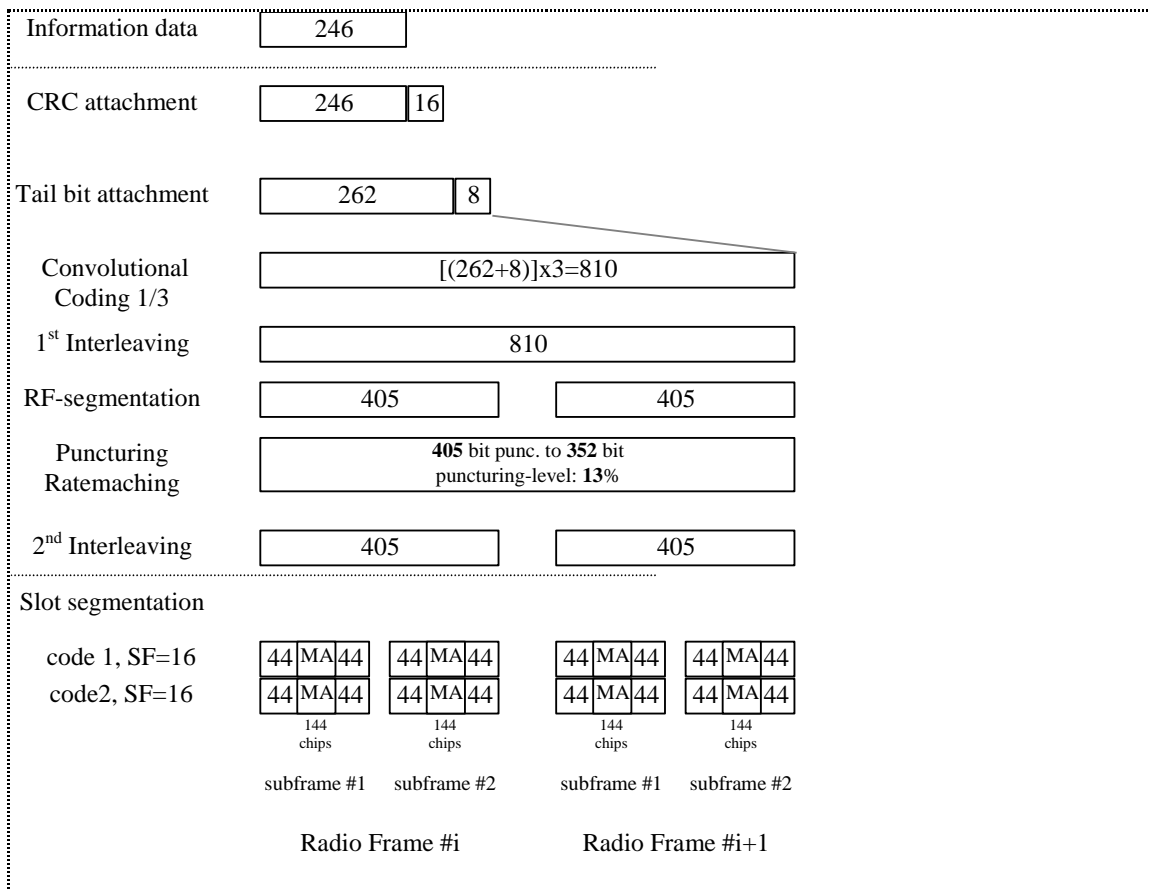 Information data 246
CRC attachment 246 16
Tail bit attachment 262 8
Convolutional
Coding 1/3
[(262+8)]x3=810
1st Interleaving 810
RF-segmentation 405 405
Puncturing
Ratemaching
405 bit punc. to 352 bit
puncturing-level: 13%
2nd Interleaving 405 405
Slot segmentation
code 1, SF=16 44 MA 44 44 MA 44 44 MA 44 44 MA 44
code2, SF=16 44 MA 44 44 MA 44 44 MA 44 44 MA 44
144 144 144 144
chips chips chips chips
subframe #1 subframe #2 subframe #1 subframe #2
Radio Frame #i Radio Frame #i+1